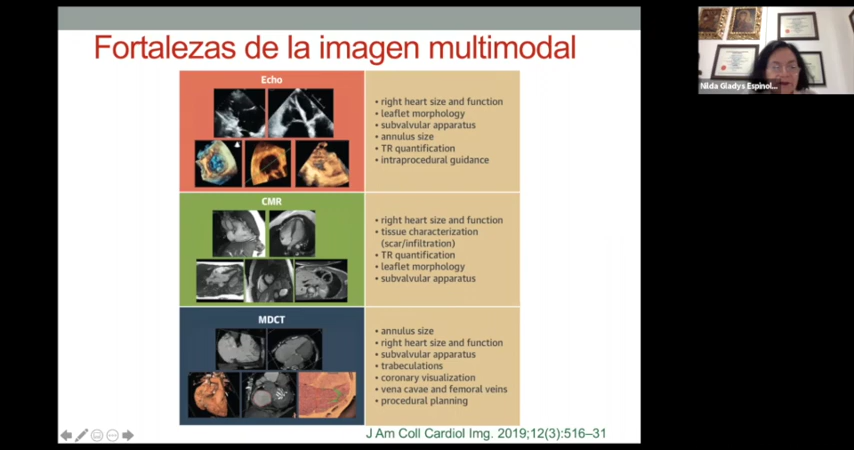 Fortalezas de la imagen multimodal
Echo
• right heart size and function
• leaflet morphology
• subvalvular apparatus
• annulus size
• TR quantification
• intraprocedural guidance
CMR
• right heart size and function
• tissue characterization
(scar/infiltration)
• TR quantification
• leaflet morphology
• subvalvular apparatus
MDCT
• annulus size
• right heart size and function
• subvalvular apparatus
• trabeculations
• coronary visualization
• vena cavae and femoral veins
• procedural planning
J Am Coll Cardiol Img. 2019;12(3):516–31
Nilda Gladys Espinol...